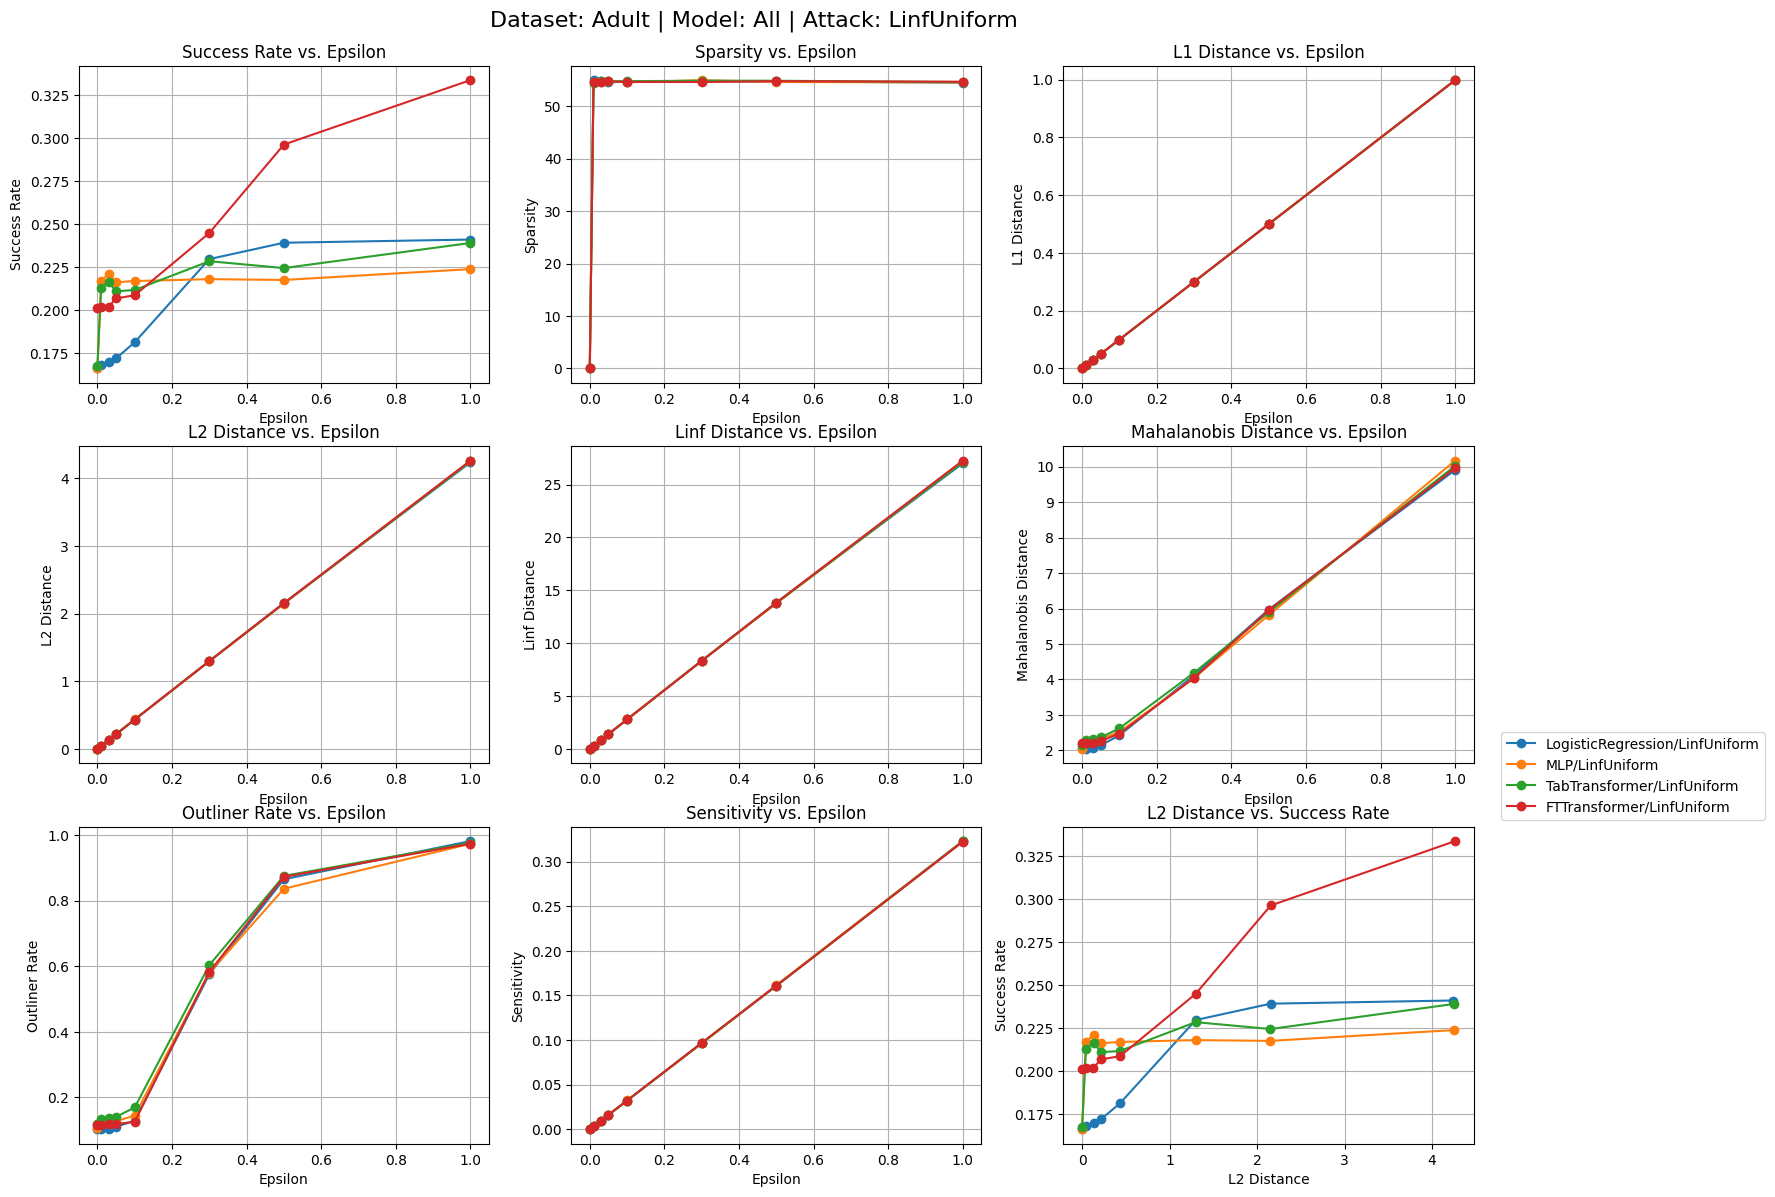 Dataset: Adult | Model: All | Attack: LinfUniform
Success Rate vs. Epsilon
Success Rate
0.325
0.300
0.275
0.250
0.225
0.200
0.175
0.0 0.2 0.4 0.6 0.8 1.0
Epsilon
Sparsity vs. Epsilon
Sparsity
50
40
30
20
10
0
0.0 0.2 0.4 0.6 0.8 1.0
Epsilon
L1 Distance vs. Epsilon
L1 Distance
1.0
0.8
0.6
0.4
0.2
0.0
0.0 0.2 0.4 0.6 0.8 1.0
Epsilon
L2 Distance vs. Epsilon
L2 Distance
4
3
2
1
0
0.0 0.2 0.4 0.6 0.8 1.0
Epsilon
Linf Distance vs. Epsilon
Linf Distance
25
20
15
10
5
0
0.0 0.2 0.4 0.6 0.8 1.0
Epsilon
Mahalanobis Distance vs. Epsilon
Mahalanobis Distance
10
9
8
7
6
5
4
3
2
0.0 0.2 0.4 0.6 0.8 1.0
Epsilon
LogisticRegression/LinfUniform
MLP/LinfUniform
TabTransformer/LinfUniform
FTTransformer/LinfUniform
Outliner Rate vs. Epsilon
Outliner Rate
1.0
0.8
0.6
0.4
0.2
0.0 0.2 0.4 0.6 0.8 1.0
Epsilon
Sensitivity vs. Epsilon
Sensitivity
0.30
0.25
0.20
0.15
0.10
0.05
0.00
0.0 0.2 0.4 0.6 0.8 1.0
Epsilon
L2 Distance vs. Success Rate
Success Rate
0.325
0.300
0.275
0.250
0.225
0.200
0.175
0 1 2 3 4
L2 Distance